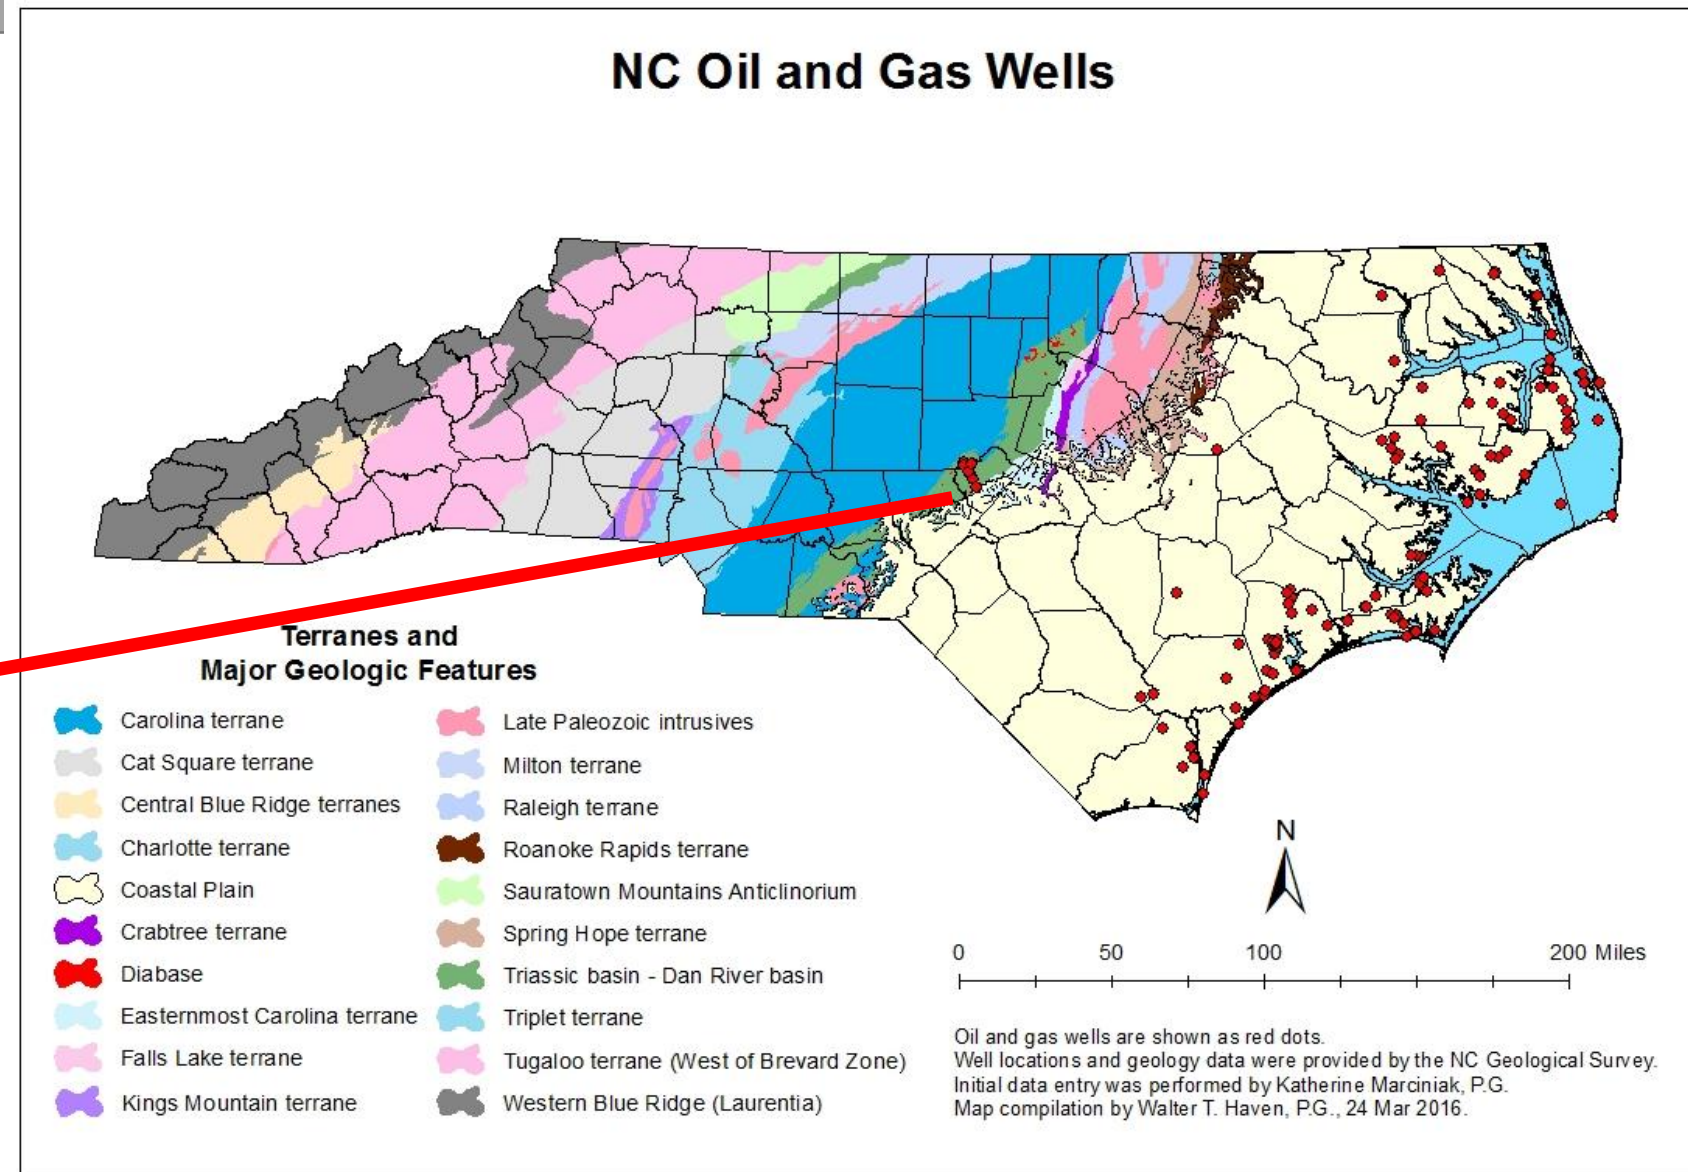 NC Oil and Gas Wells
Terranes and
Major Geologic Features
Carolina terrane
Cat Square terrane
Central Blue Ridge terranes
Charlotte terrane
Coastal Plain
Crabtree terrane
Diabase
Easternmost Carolina terrane
Falls Lake terrane
Kings Mountain terrane
Late Paleozoic intrusives
Milton terrane
Raleigh terrane
Roanoke Rapids terrane
Sauratown Mountains Anticlinorium
Spring Hope terrane
Triassic basin - Dan River basin
Triplet terrane
Tugaloo terrane (West of Brevard Zone)
Western Blue Ridge (Laurentia)
N
0 50 100 200 Miles
Oil and gas wells are shown as red dots.
Well locations and geology data were provided by the NC Geological Survey.
Initial data entry was performed by Katherine Marciniak, P.G.
Map compilation by Walter T. Haven, P.G., 24 Mar 2016.